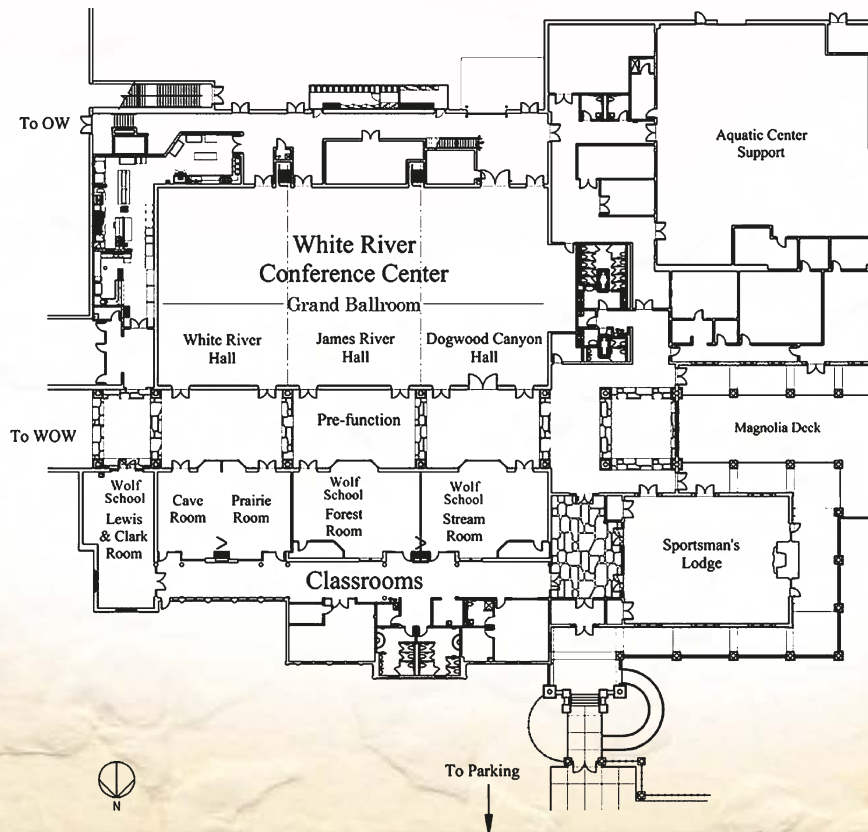 To OW
Aquatic Center
Support
White River
Conference Center
Grand Ballroom
White River
Hall
James River
Hall
Dogwood Canyon
Hall
To WOW
Pre-function
Magnolia Deck
Wolf
School
Lewis
& Clark
Room
Cave
Room
Prairie
Room
Wolf
School
Forest
Room
Wolf
School
Stream
Room
Sportsman's
Lodge
Classrooms
To Parking
N